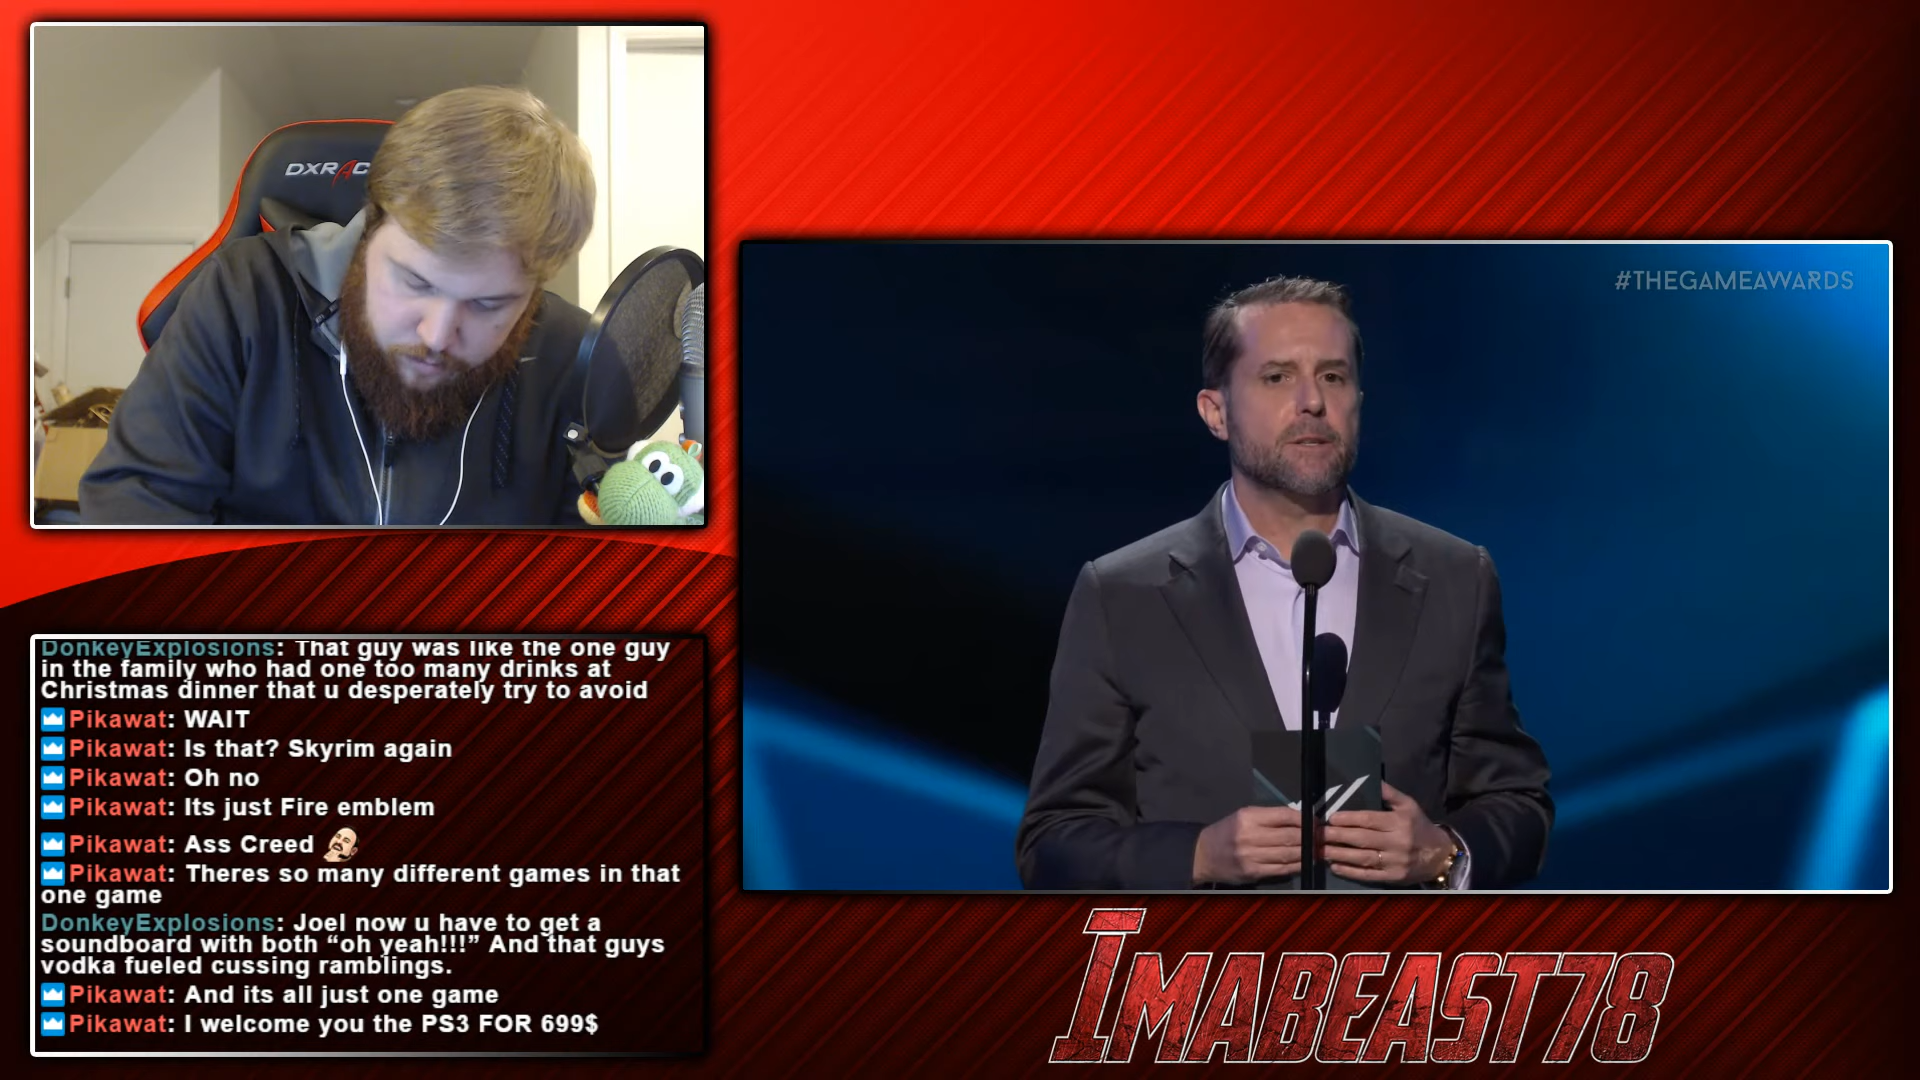 DXRAC
#THEGAMEAWARDS
DonkeyExplosions: That guy was like the one guy
in the family who had one too many drinks at
Christmas dinner that u desperately try to avoid
Pikawat: WAIT
Pikawat: Is that? Skyrim again
Pikawat: Oh no
Pikawat: Its just Fire emblem
Pikawat: Ass Creed
Pikawat: Theres so many different games in that
one game
DonkeyExplosions: Joel now u have to get a
soundboard with both “oh yeah!!!” And that guys
vodka fueled cussing ramblings.
Pikawat: And its all just one game
Pikawat: I welcome you the PS3 FOR 699$
IMABEAST78